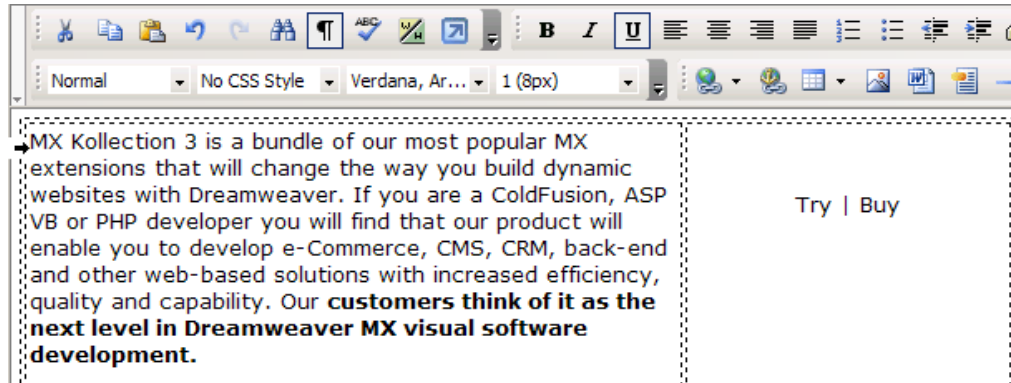 ABC
B I U
Normal No CSS Style Verdana, Ar... 1 (8px)
MX Kollection 3 is a bundle of our most popular MX
extensions that will change the way you build dynamic
websites with Dreamweaver. If you are a ColdFusion, ASP
VB or PHP developer you will find that our product will
enable you to develop e-Commerce, CMS, CRM, back-end
and other web-based solutions with increased efficiency,
quality and capability. Our customers think of it as the
next level in Dreamweaver MX visual software
development.
Try | Buy